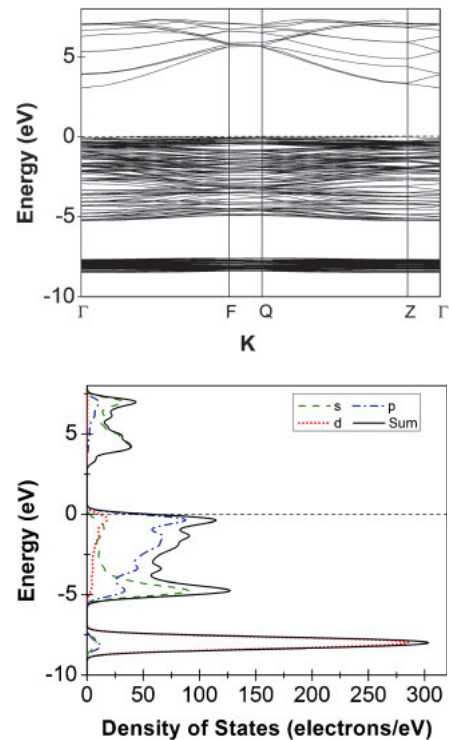 5
0
-5
-10
Energy (eV)
Γ F Q Z Γ
K
5
0
-5
-10
Energy (eV)
s p
d Sum
0 50 100 150 200 250 300
Density of States (electrons/eV)